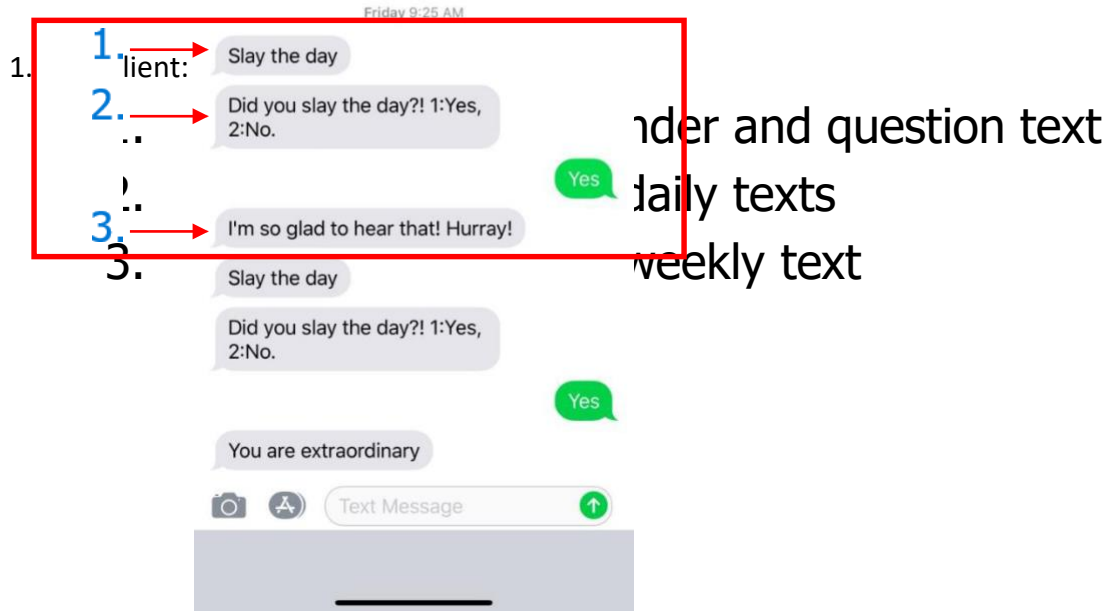 Friday 9:25 AM
1. lient:
1. Slay the day
2. Did you slay the day?! 1:Yes,
2:No.
nder and question text
Yes
daily texts
3. I'm so glad to hear that! Hurray!
3. weekly text
Slay the day
Did you slay the day?! 1:Yes,
2:No.
Yes
You are extraordinary
Text Message